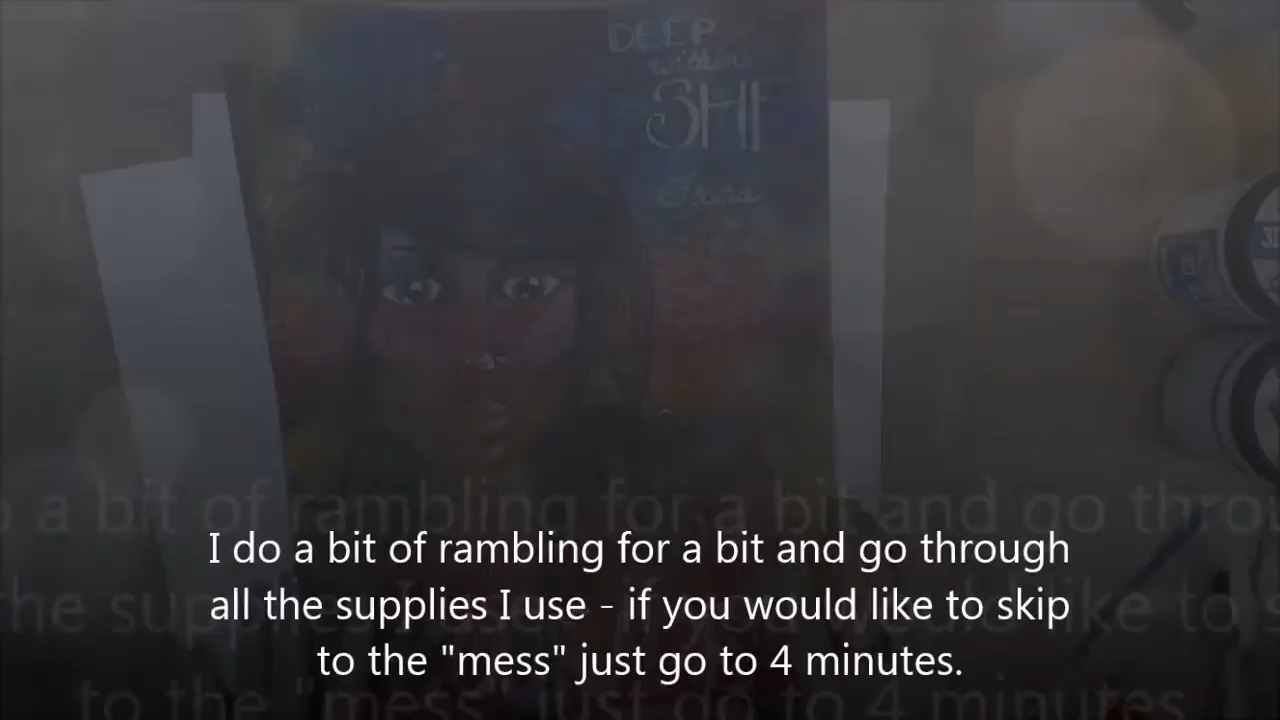 DEEP
within
SHE
I do a bit of rambling for a bit and go through
all the supplies I use - if you would like to skip
to the "mess" just go to 4 minutes.